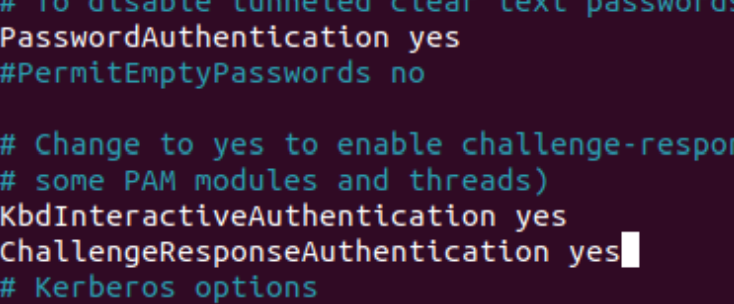 # To disable tunneled clear text passwords
PasswordAuthentication yes
#PermitEmptyPasswords no
# Change to yes to enable challenge-respon
# some PAM modules and threads)
KbdInteractiveAuthentication yes
ChallengeResponseAuthentication yes
# Kerberos options